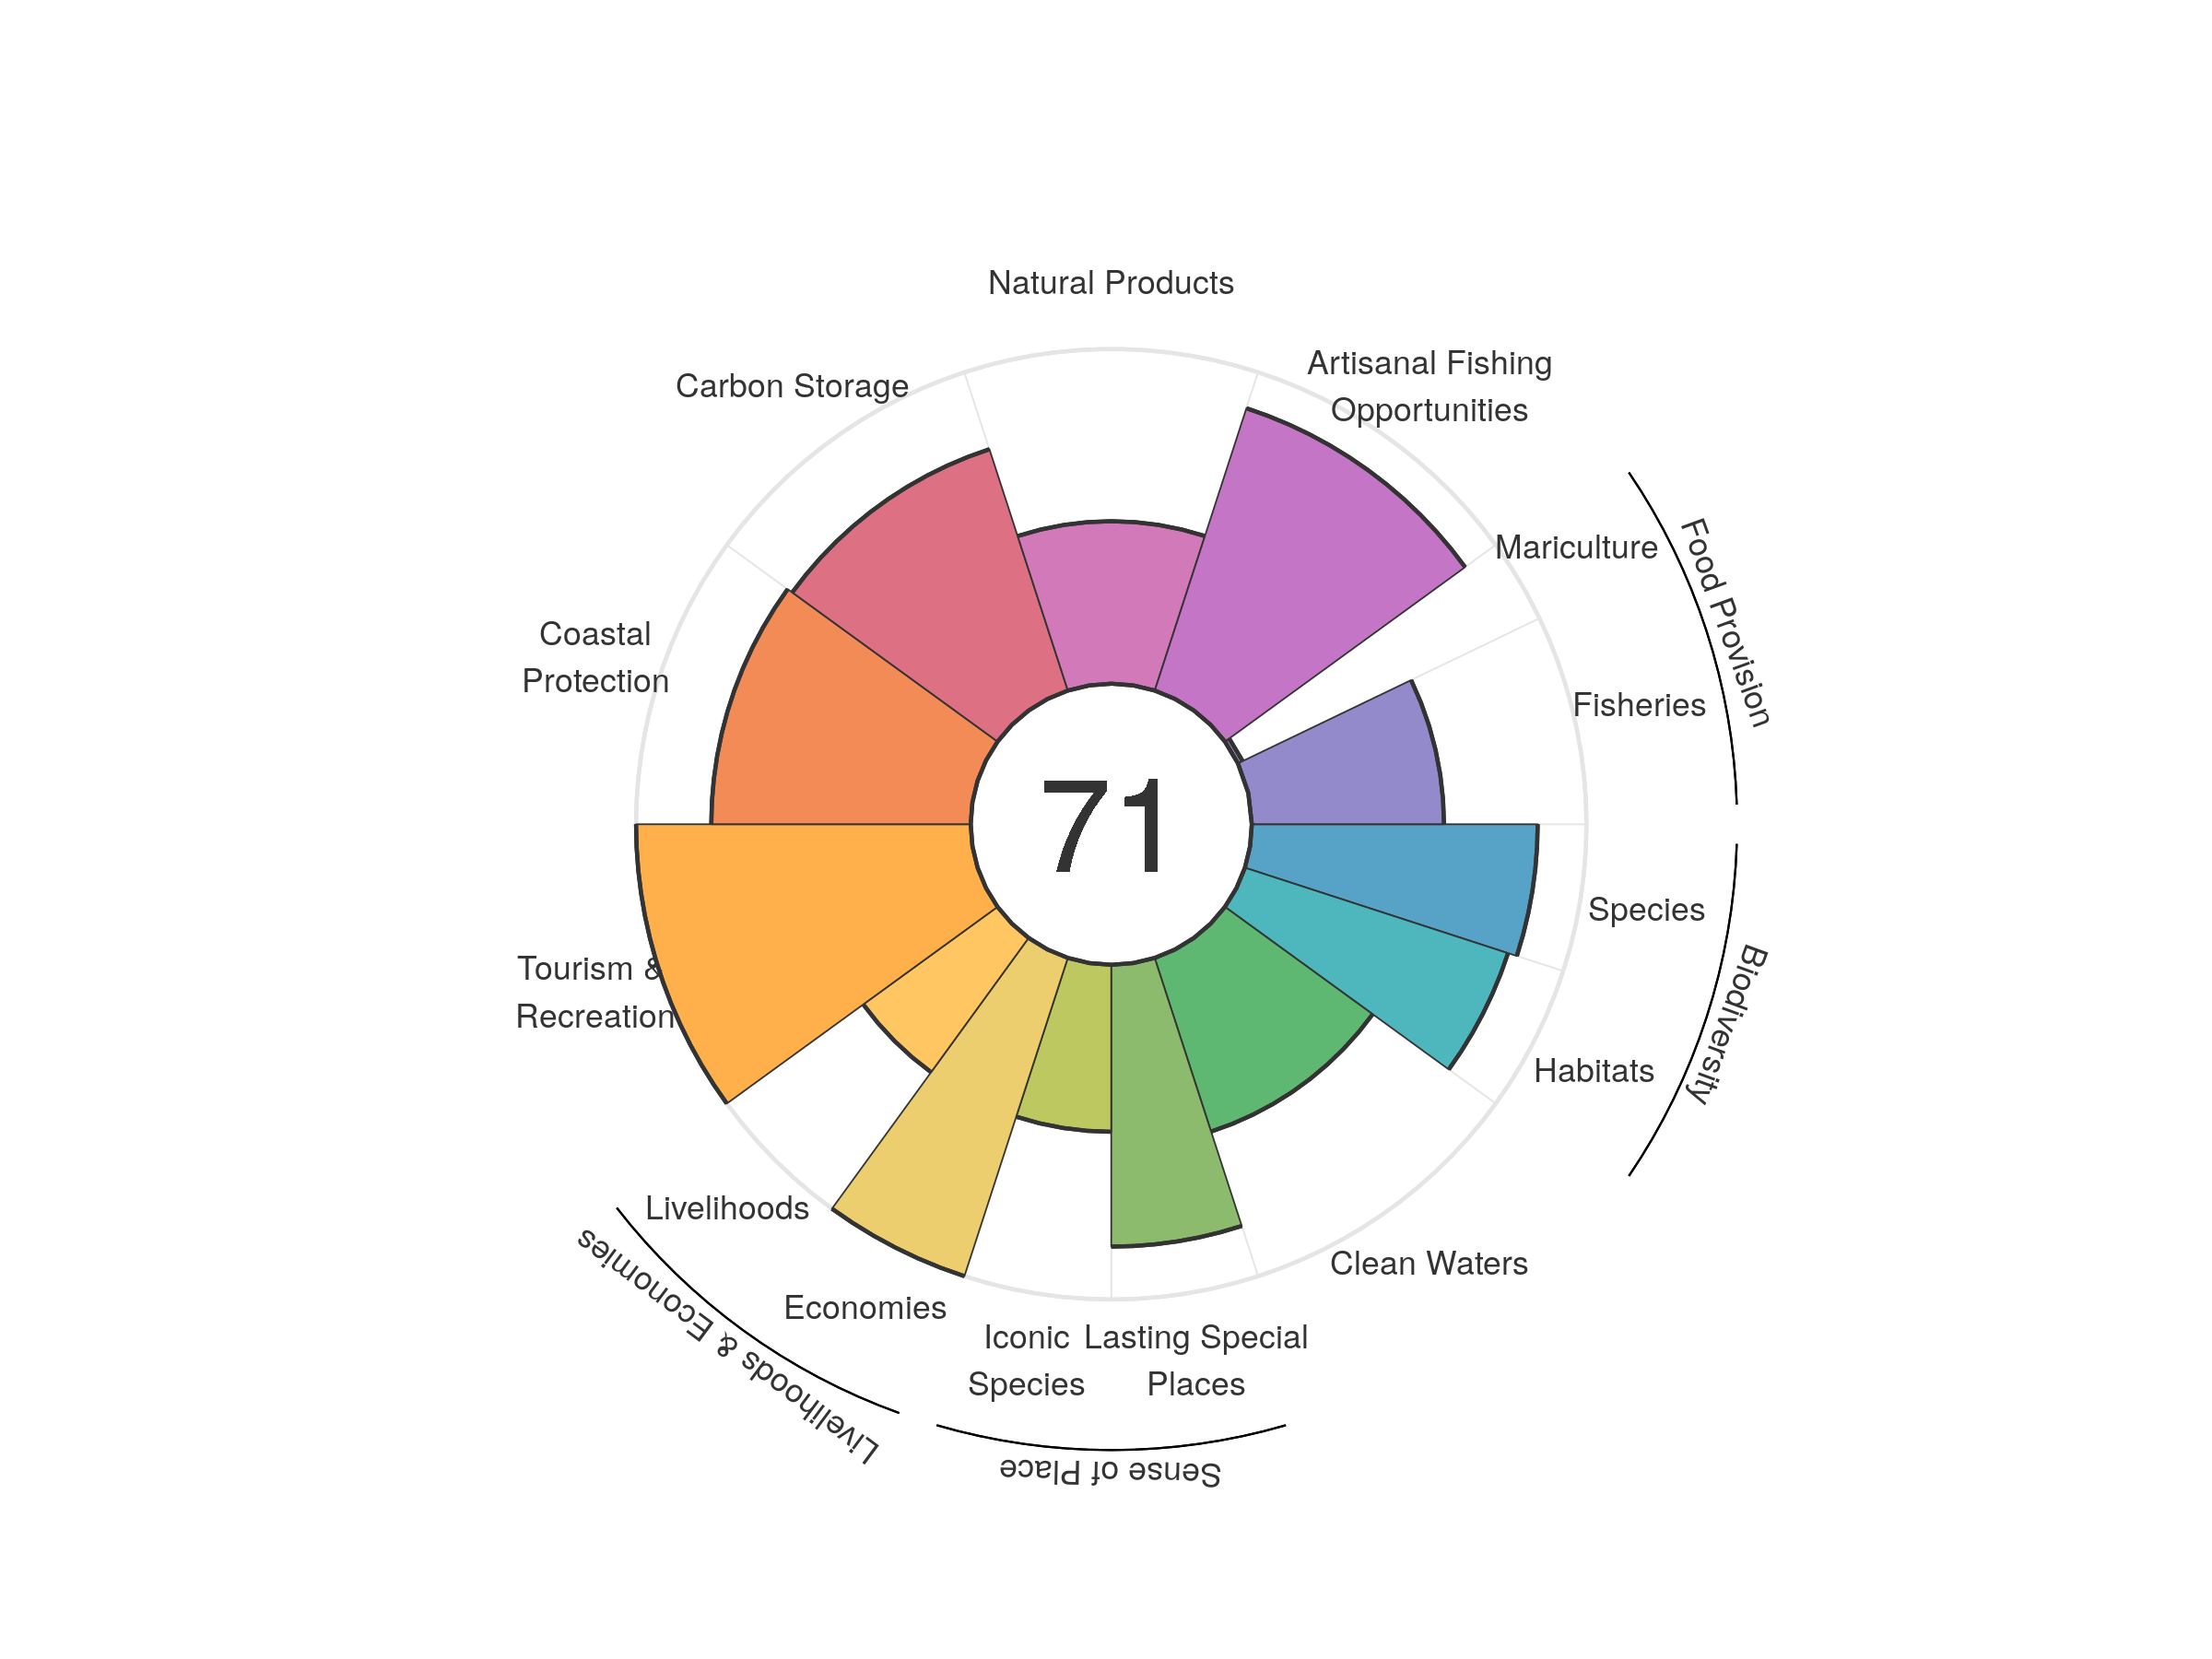 Natural Products
Artisanal Fishing
Opportunities
Carbon Storage
Mariculture
Food Provision
Coastal
Protection
Fisheries
71
Species
Biodiversity
Tourism &
Recreation
Habitats
Livelihoods
Clean Waters
Livelihoods & Economies
Economies
Iconic
Species
Lasting Special
Places
Sense of Place